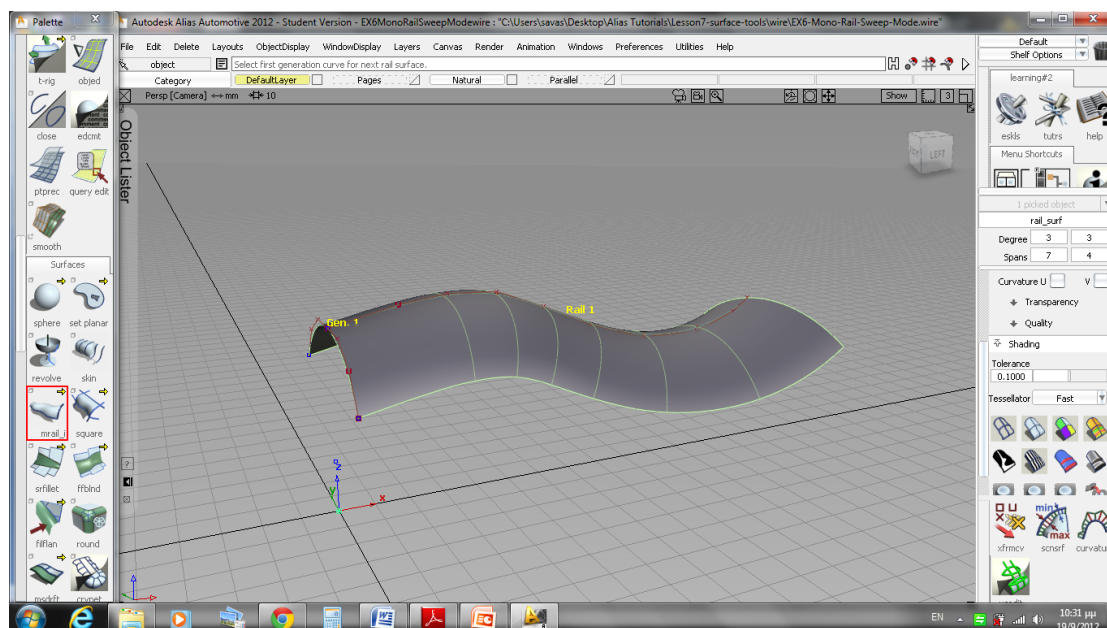 Palette X
Autodesk Alias Automotive 2012 - Student Version - EX6MonoRailSweepModewire : "C:\Users\savas\Desktop\Alias Tutorials\Lesson7-surface-tools\wire\EX6-Mono-Rail-Sweep-Mode.wire"
File Edit Delete Layouts ObjectDisplay WindowDisplay Layers Canvas Render Animation Windows Preferences Utilities Help
object Select first generation curve for next rail surface.
Category DefaultLayer Pages Natural Parallel
Persp [Camera] mm 10 Show 3
Object Lister
t-rig objed
close edcmt
ptprec query edit
smooth
Surfaces
sphere set planar
revolve skin
mrail_i square
srfillet ffblnd
filflan round
msdrft crvnet
Default
Shelf Options
learning#2
eskls tutrs help
Menu Shortcuts
1 picked object
rail_surf
Degree 3 3
Spans 7 4
Curvature U V
Transparency
Quality
Shading
Tolerance
0.1000
Tessellator Fast
min
max
xfrmcv scnsrf curvatu
LEFT
Gen. 1
Rail 1
z
y
x
EN 10:31 μμ
19/9/2012